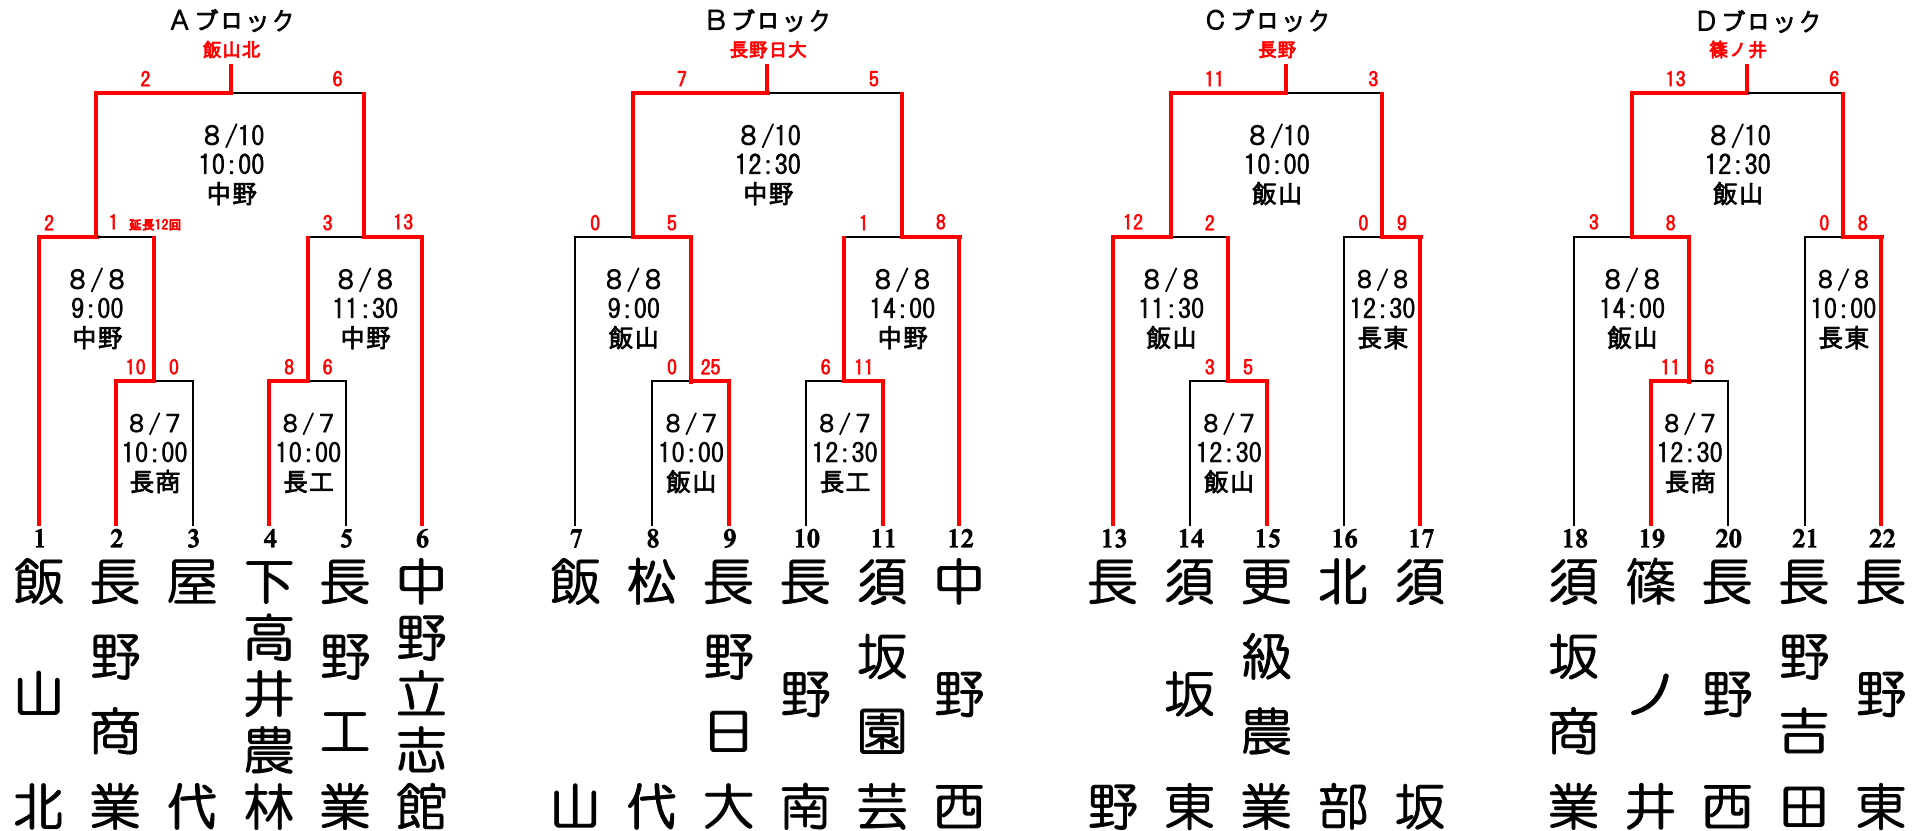 Aブロック
飯山北
2 6
8/10
10:00
中野
2 1 延長12回 3 13
8/8
9:00
中野
8/8
11:30
中野
10 0 8 6
8/7
10:00
長商
8/7
10:00
長工
1 2 3 4 5 6
飯山北
長野商業
屋代
下高井農林
長野工業
中野立志館
Bブロック
長野日大
7 5
8/10
12:30
中野
0 5 1 8
8/8
9:00
飯山
8/8
14:00
中野
0 25 6 11
8/7
10:00
飯山
8/7
12:30
長工
7 8 9 10 11 12
飯山
松代
長野日大
長野南
須坂園芸
中野西
Cブロック
長野
11 3
8/10
10:00
飯山
12 2 0 9
8/8
11:30
飯山
8/8
12:30
長東
3 5
8/7
12:30
飯山
13 14 15 16 17
長野
須坂東
更級農業
北部
須坂
Dブロック
篠ノ井
13 6
8/10
12:30
飯山
3 8 0 8
8/8
14:00
飯山
8/8
10:00
長東
11 6
8/7
12:30
長商
18 19 20 21 22
須坂商業
篠ノ井
長野西
長野吉田
長野東